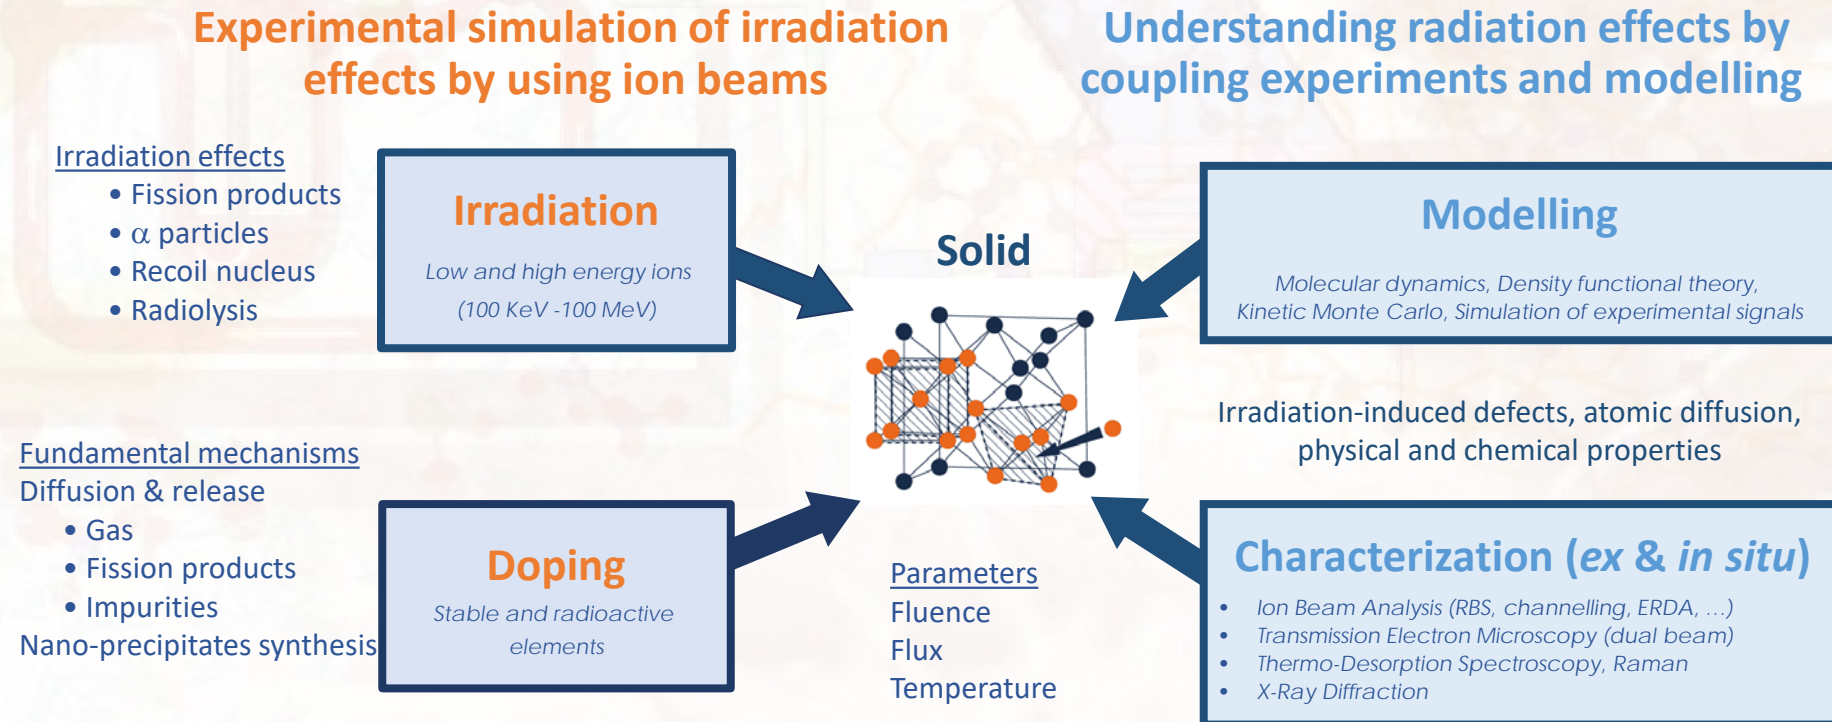 Experimental simulation of irradiation
effects by using ion beams
Understanding radiation effects by
coupling experiments and modelling
Irradiation effects
• Fission products
• α particles
• Recoil nucleus
• Radiolysis
Irradiation
Low and high energy ions
(100 KeV -100 MeV)
Solid
Modelling
Molecular dynamics, Density functional theory,
Kinetic Monte Carlo, Simulation of experimental signals
Irradiation-induced defects, atomic diffusion,
physical and chemical properties
Fundamental mechanisms
Diffusion & release
• Gas
• Fission products
• Impurities
Nano-precipitates synthesis
Doping
Stable and radioactive
elements
Parameters
Fluence
Flux
Temperature
Characterization (ex & in situ)
• Ion Beam Analysis (RBS, channelling, ERDA, ...)
• Transmission Electron Microscopy (dual beam)
• Thermo-Desorption Spectroscopy, Raman
• X-Ray Diffraction